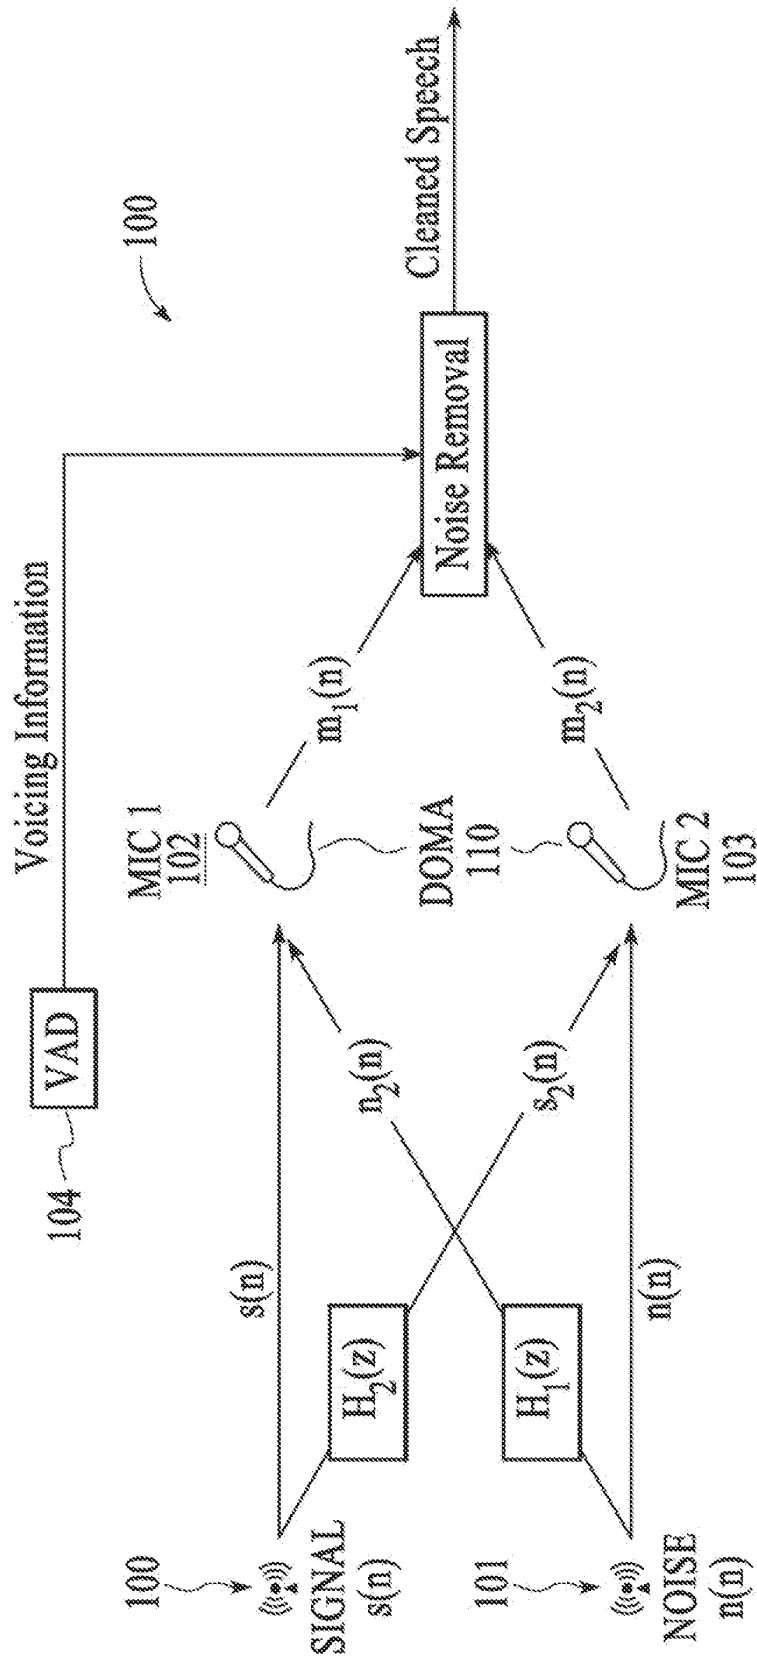 100
VAD
104
Voicing Information
100
SIGNAL
s(n)
s(n)
H₂(z)
n₂(n)
MIC 1
102
m₁(n)
DOMA
110
Noise Removal
Cleaned Speech
101
NOISE
n(n)
H₁(z)
s₂(n)
n(n)
MIC 2
103
m₂(n)